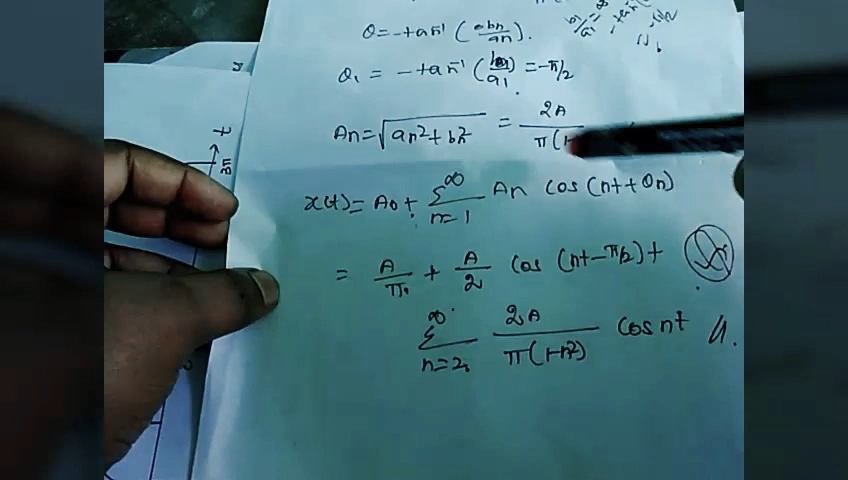 θ = -tan⁻¹ (bn/an).
θ₁ = -tan⁻¹ (b₁/a₁) = -π/2
An = √(an² + bn²) = 2A / π(1-
x(t) = A₀ + Σ_{n=1}^{∞} An cos(nt + θn)
= A/π + A/2 cos(nt - π/2) +
Σ_{n=2}^{∞} 2A / π(1-n²) cos nt //.